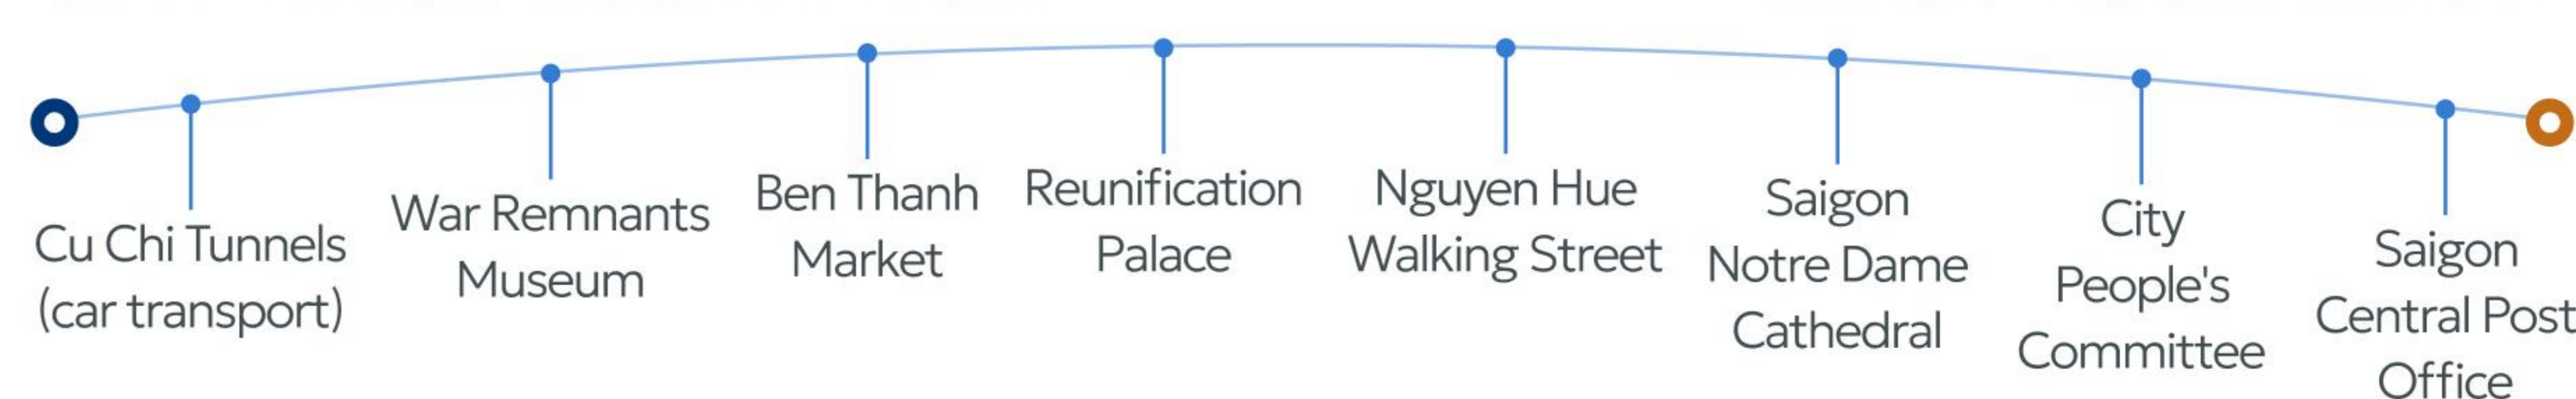 Cu Chi Tunnels
(car transport)
War Remnants
Museum
Ben Thanh
Market
Reunification
Palace
Nguyen Hue
Walking Street
Saigon
Notre Dame
Cathedral
City
People's
Committee
Saigon
Central Post
Office